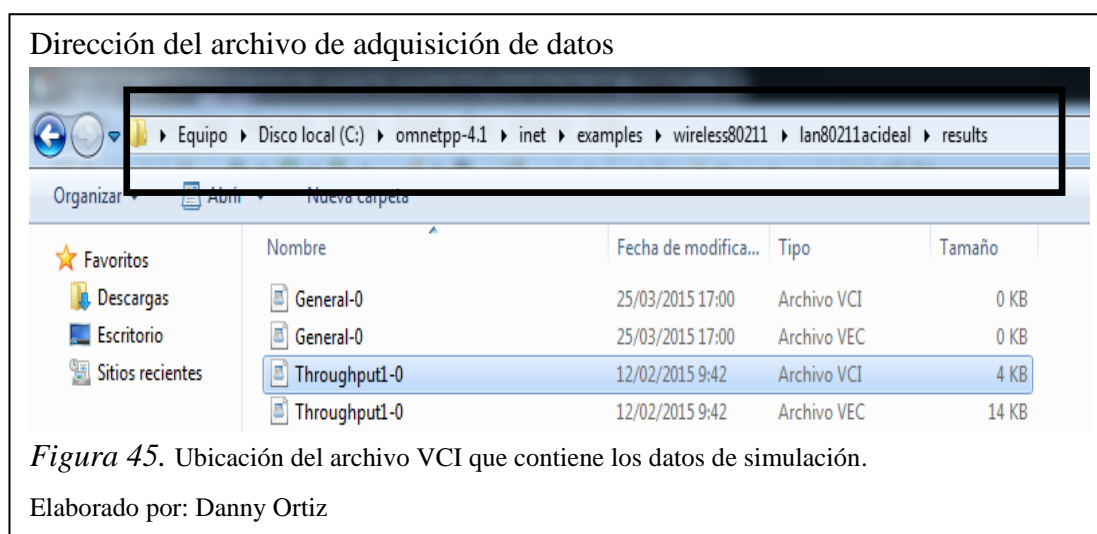 Dirección del archivo de adquisición de datos
Equipo Disco local (C:) omnetpp-4.1 inet examples wireless80211 lan80211acideal results
Organizar Abrir Nueva carpeta
Favoritos
Descargas
Escritorio
Sitios recientes
Nombre Fecha de modifica... Tipo Tamaño
General-0 25/03/2015 17:00 Archivo VCI 0 KB
General-0 25/03/2015 17:00 Archivo VEC 0 KB
Throughput1-0 12/02/2015 9:42 Archivo VCI 4 KB
Throughput1-0 12/02/2015 9:42 Archivo VEC 14 KB
Figura 45. Ubicación del archivo VCI que contiene los datos de simulación.
Elaborado por: Danny Ortiz